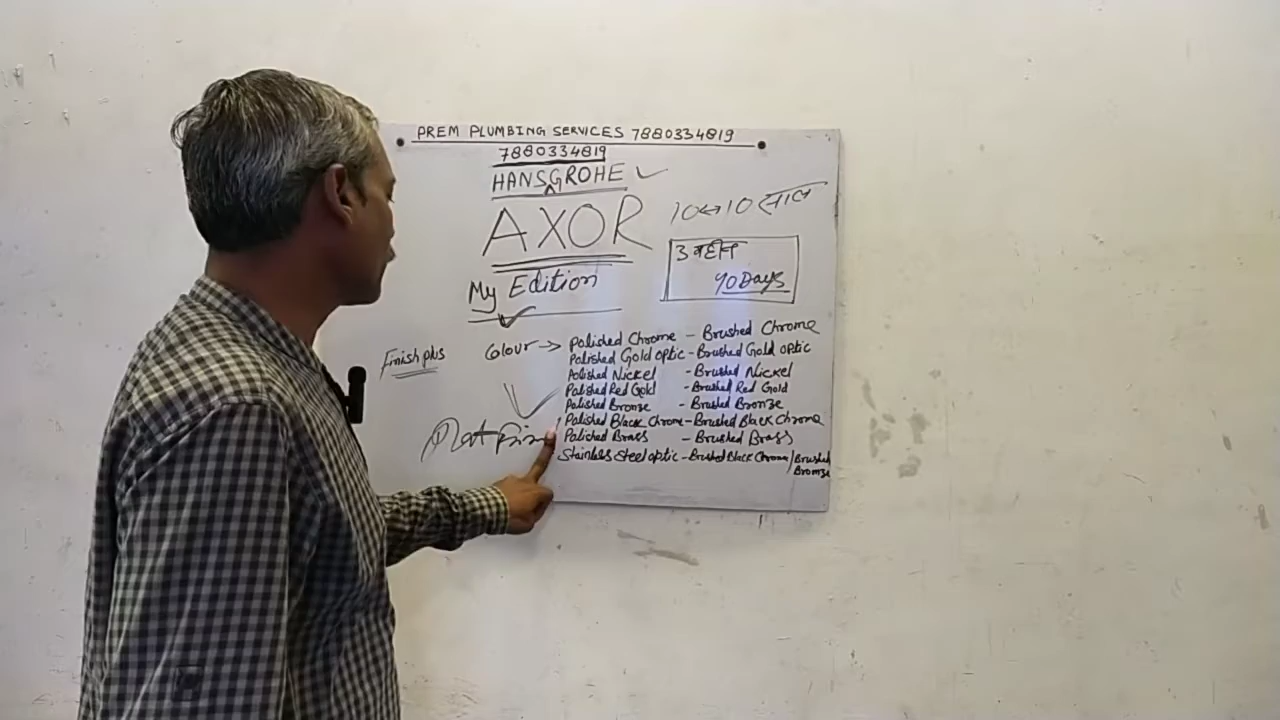 PREM PLUMBING SERVICES 7880334819
7880334819
HANSGROHE
AXOR
My Edition
10 साल
3 महीने
90 Days
Finish plus
Colour → Polished Chrome - Brushed Chrome
Polished Gold optic - Brushed Gold optic
Polished Nickel - Brushed Nickel
Polished Red Gold - Brushed Red Gold
Polished Bronze - Brushed Bronze
Polished Black Chrome - Brushed Black Chrome
Polished Brass - Brushed Brass
Stainless Steel optic - Brushed Black Chrome / Brushed
Bronze